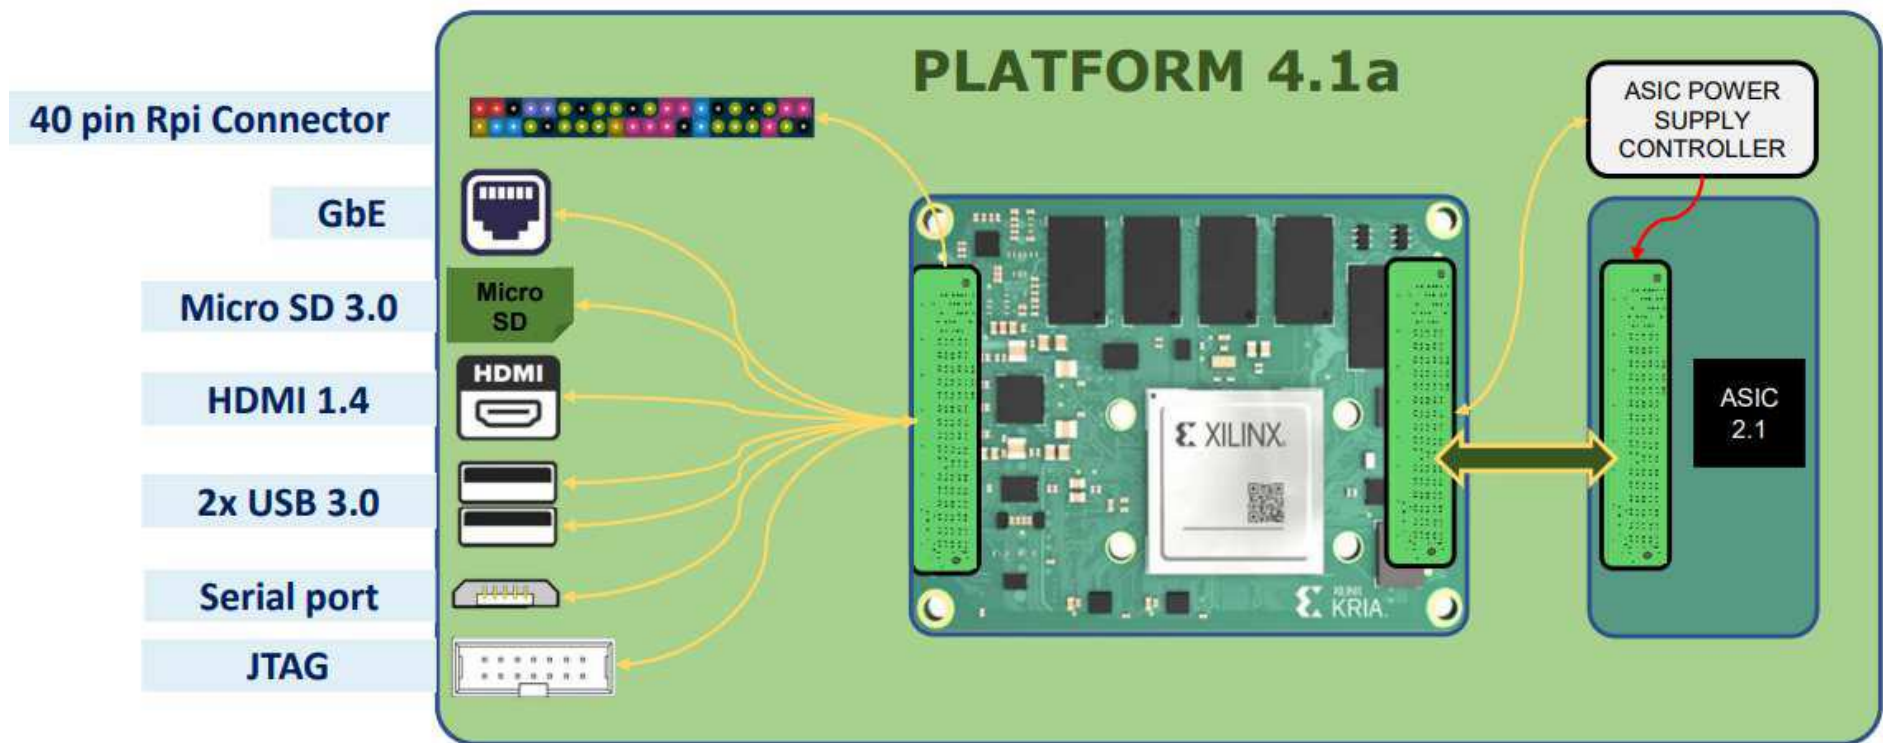 PLATFORM 4.1a
40 pin Rpi Connector
GbE
Micro SD 3.0
Micro
SD
HDMI 1.4
HDMI
2x USB 3.0
Serial port
JTAG
XILINX
XILINX
KRIA
ASIC POWER
SUPPLY
CONTROLLER
ASIC
2.1